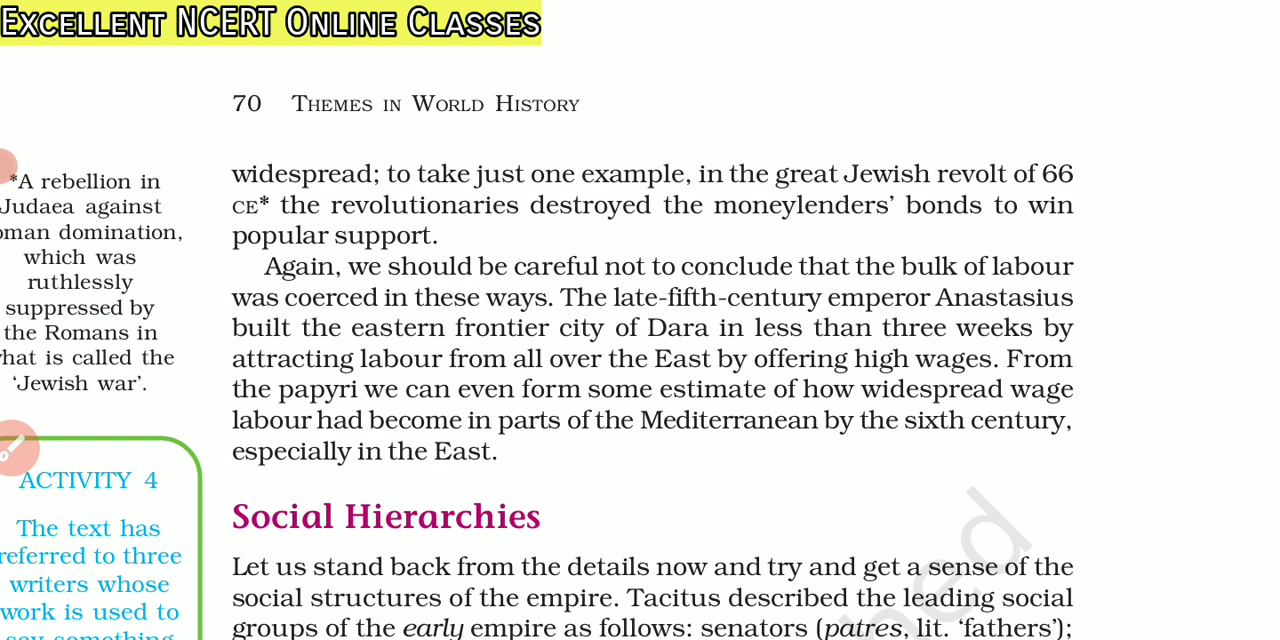 EXCELLENT NCERT ONLINE CLASSES
70 THEMES IN WORLD HISTORY
widespread; to take just one example, in the great Jewish revolt of 66
CE* the revolutionaries destroyed the moneylenders' bonds to win
popular support.
Again, we should be careful not to conclude that the bulk of labour
was coerced in these ways. The late-fifth-century emperor Anastasius
built the eastern frontier city of Dara in less than three weeks by
attracting labour from all over the East by offering high wages. From
the papyri we can even form some estimate of how widespread wage
labour had become in parts of the Mediterranean by the sixth century,
especially in the East.
Social Hierarchies
Let us stand back from the details now and try and get a sense of the
social structures of the empire. Tacitus described the leading social
groups of the early empire as follows: senators (patres, lit. 'fathers');
*A rebellion in
Judaea against
oman domination,
which was
ruthlessly
suppressed by
the Romans in
hat is called the
'Jewish war'.
ACTIVITY 4
The text has
referred to three
writers whose
work is used to
say something
hed